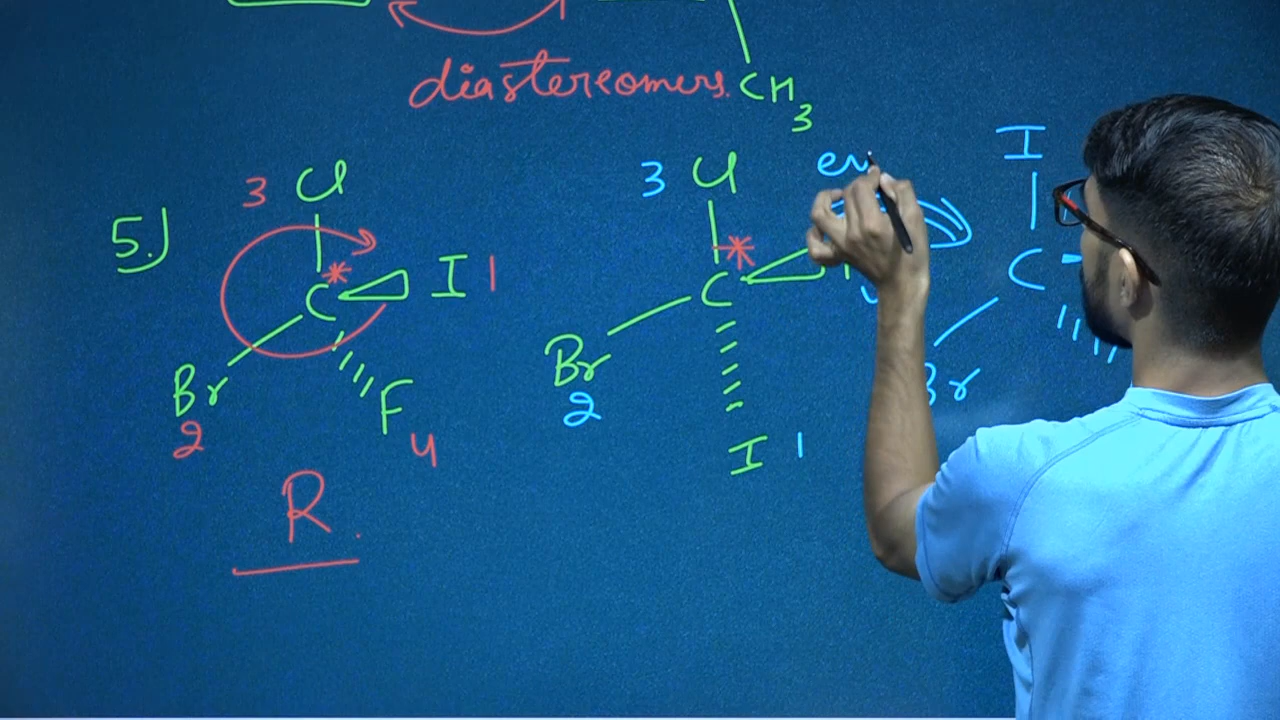 diastereomers.
CH3
5.)
3 Cl
C * I 1
Br 2
F 4
R.
3 Cl
C *
Br 2
I 1
I
C
Br